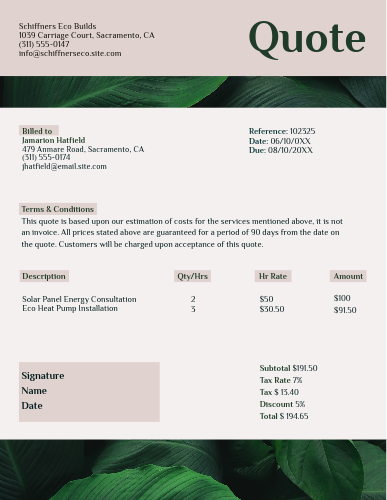 Schiffners Eco Builds
1039 Carriage Court, Sacramento, CA
(311) 555-0147
info@schiffnerseco.site.com
Quote
Billed to
Jamarion Hatfield
479 Anmare Road, Sacramento, CA
(311) 555-0174
jhatfield@email.site.com
Reference: 102325
Date: 06/10/0XX
Due: 08/10/20XX
Terms & Conditions
This quote is based upon our estimation of costs for the services mentioned above, it is not
an invoice. All prices stated above are guaranteed for a period of 90 days from the date on
the quote. Customers will be charged upon acceptance of this quote.
Description Qty/Hrs Hr Rate Amount
Solar Panel Energy Consultation 2 $50 $100
Eco Heat Pump Installation 3 $30.50 $91.50
Signature
Name
Date
Subtotal $191.50
Tax Rate 7%
Tax $ 13.40
Discount 5%
Total $ 194.65